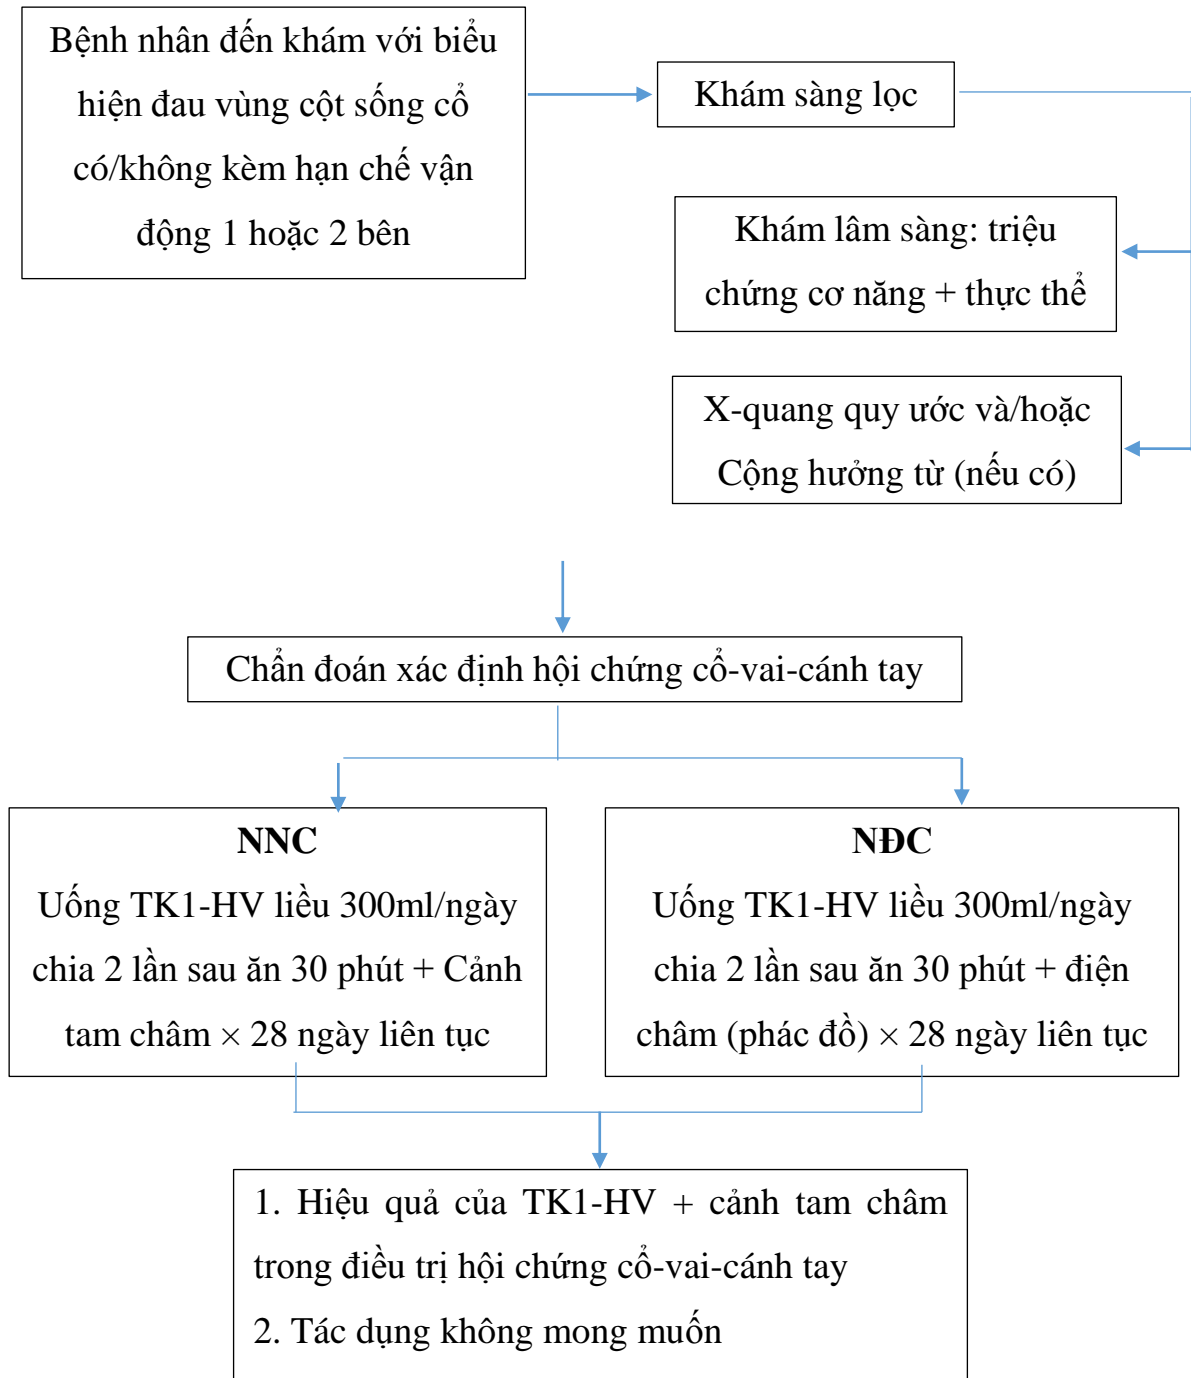 Bệnh nhân đến khám với biểu
hiện đau vùng cột sống cổ
có/không kèm hạn chế vận
động 1 hoặc 2 bên
Khám sàng lọc
Khám lâm sàng: triệu
chứng cơ năng + thực thể
X-quang quy ước và/hoặc
Cộng hưởng từ (nếu có)
Chẩn đoán xác định hội chứng cổ-vai-cánh tay
NNC
Uống TK1-HV liều 300ml/ngày
chia 2 lần sau ăn 30 phút + Cảnh
tam châm × 28 ngày liên tục
NĐC
Uống TK1-HV liều 300ml/ngày
chia 2 lần sau ăn 30 phút + điện
châm (phác đồ) × 28 ngày liên tục
1. Hiệu quả của TK1-HV + cảnh tam châm
trong điều trị hội chứng cổ-vai-cánh tay
2. Tác dụng không mong muốn